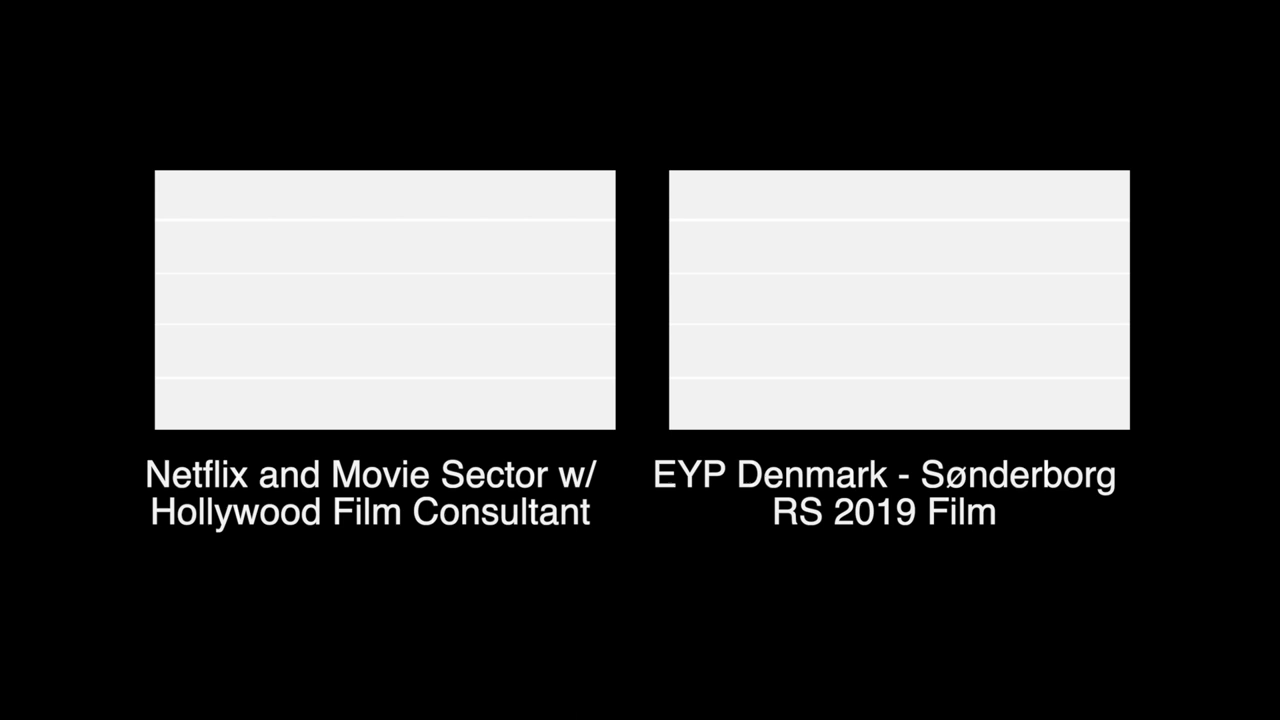 Netflix and Movie Sector w/
Hollywood Film Consultant
EYP Denmark - Sønderborg
RS 2019 Film